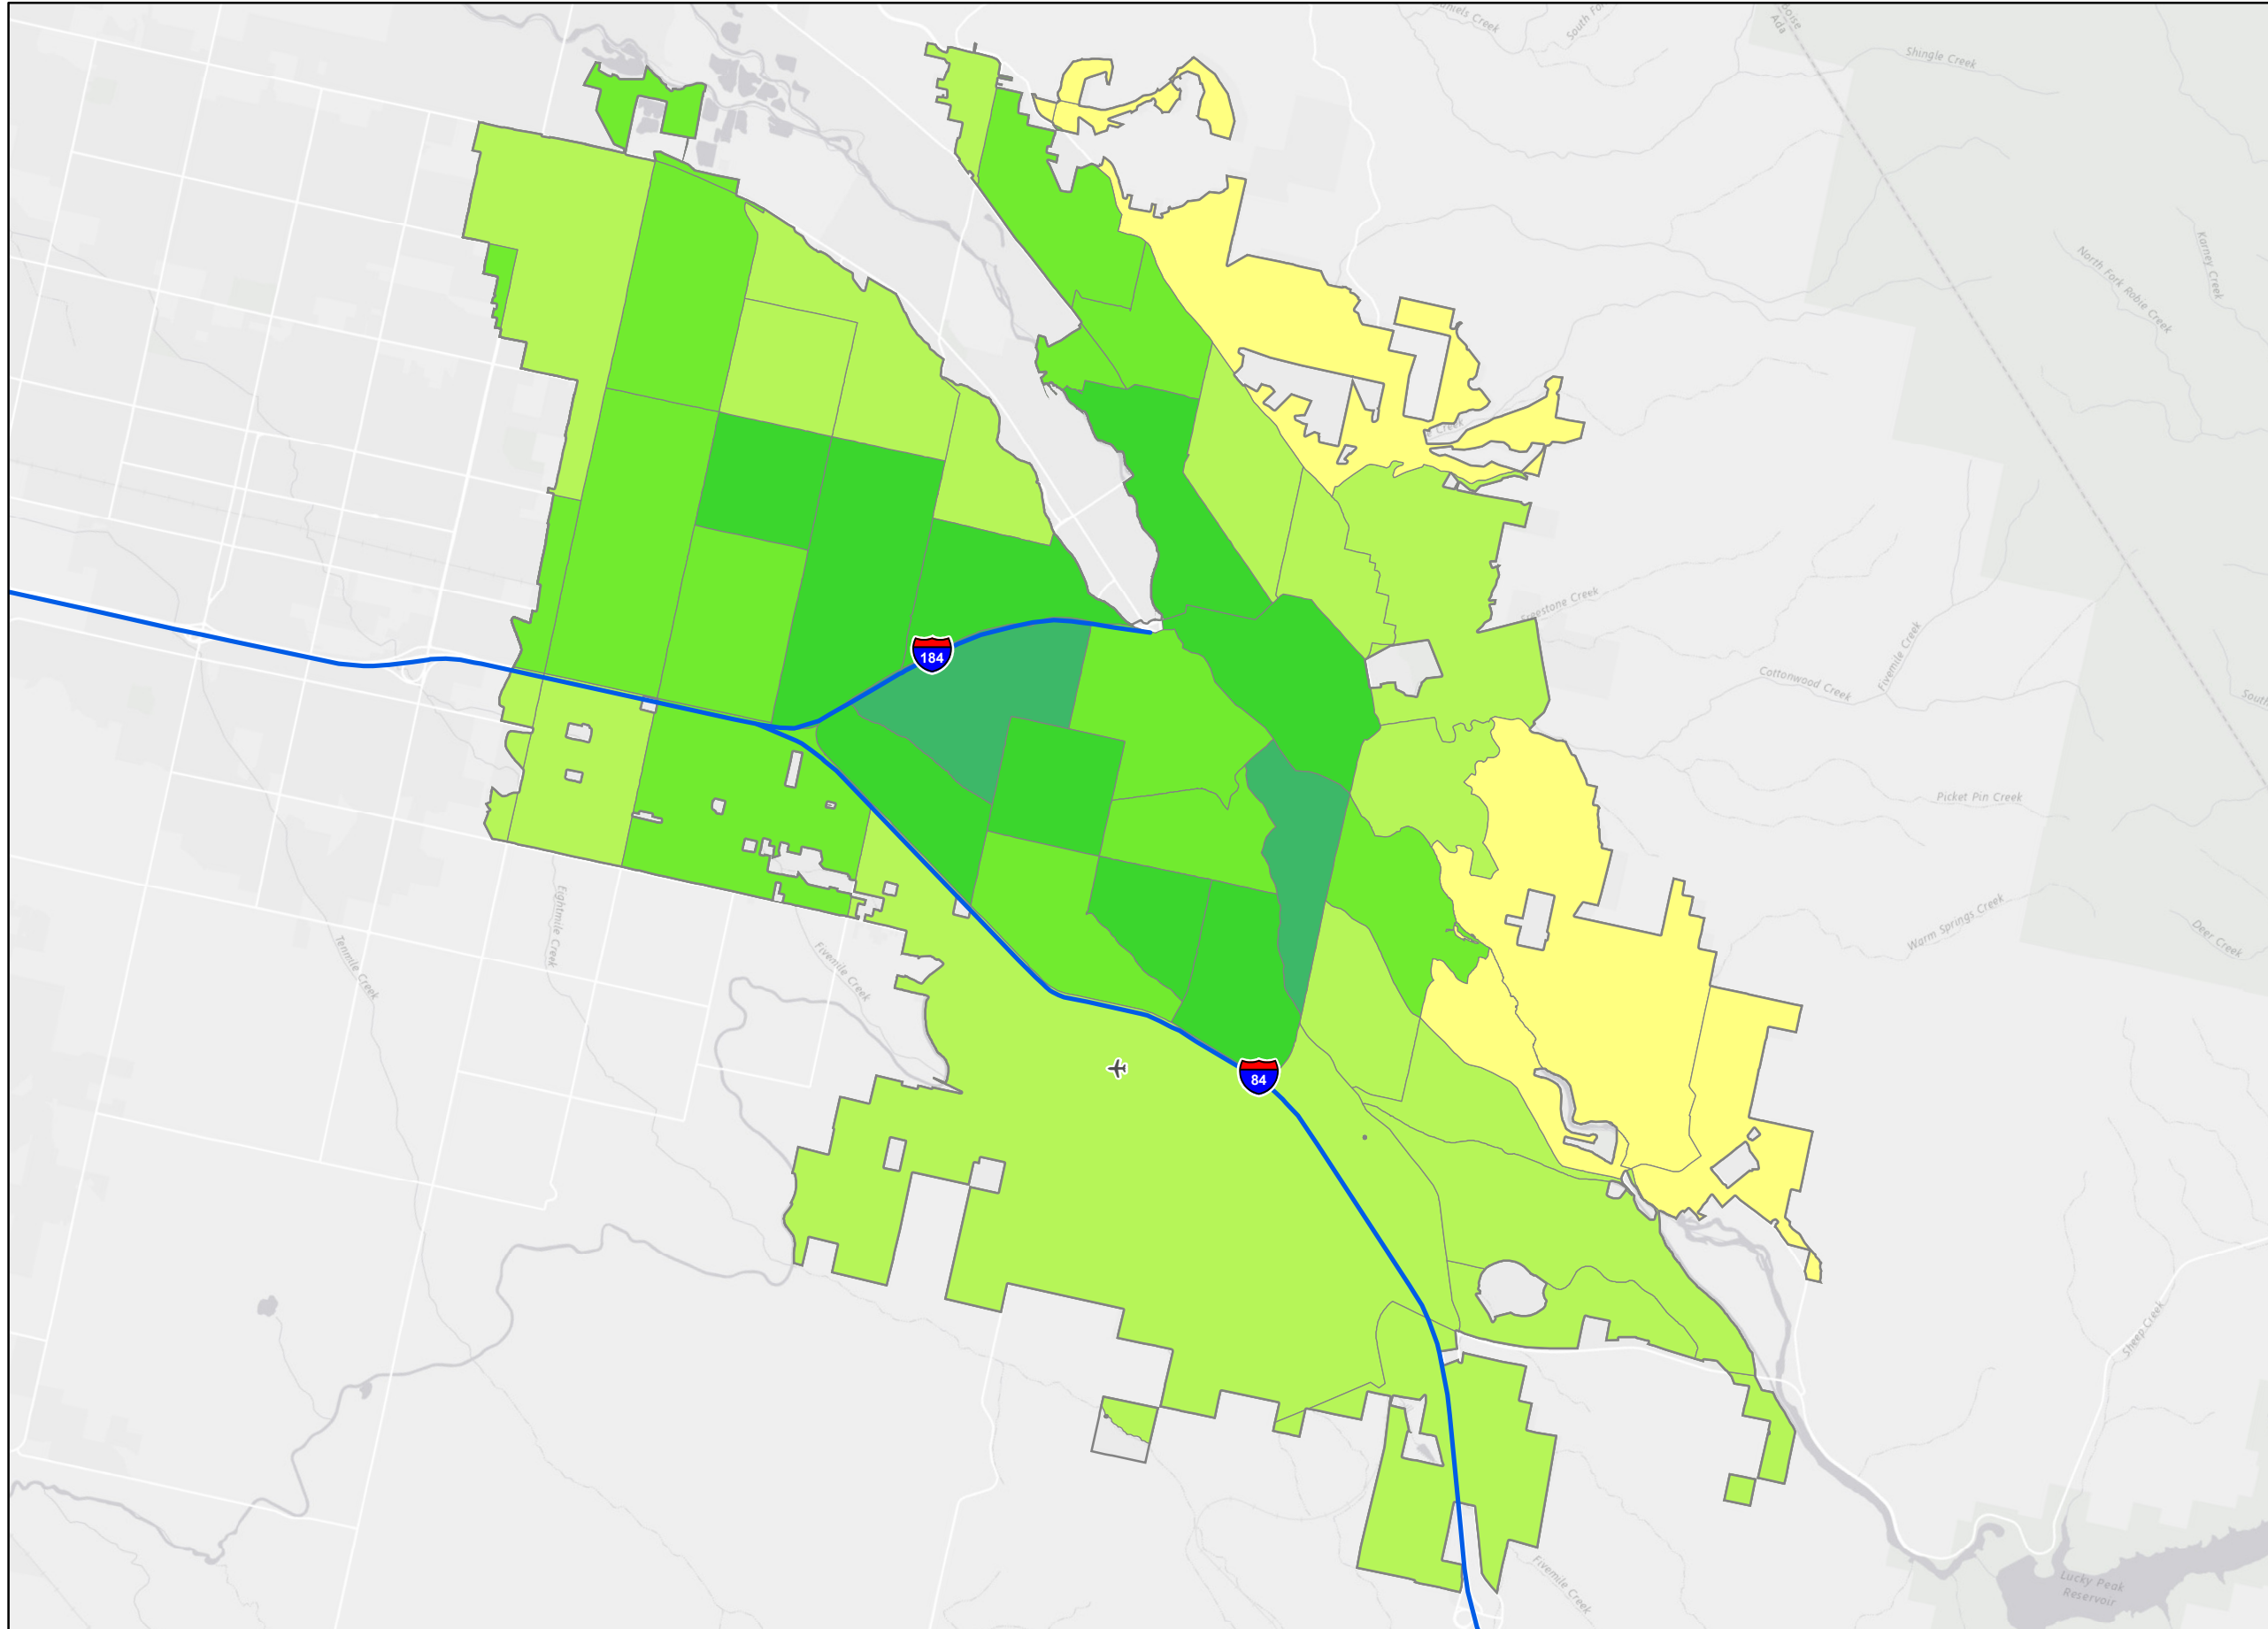 Daniels Creek
Boise
Ada
Shingle Creek
Karney Creek
North Fork Robie Creek
184
Freestone Creek
Fivemile Creek
Cottonwood Creek
Picket Pin Creek
Warm Springs Creek
Deer Creek
Eightmile Creek
Tenmile Creek
Fivemile Creek
84
Sheep Creek
Fivemile Creek
Lucky Peak
Reservoir